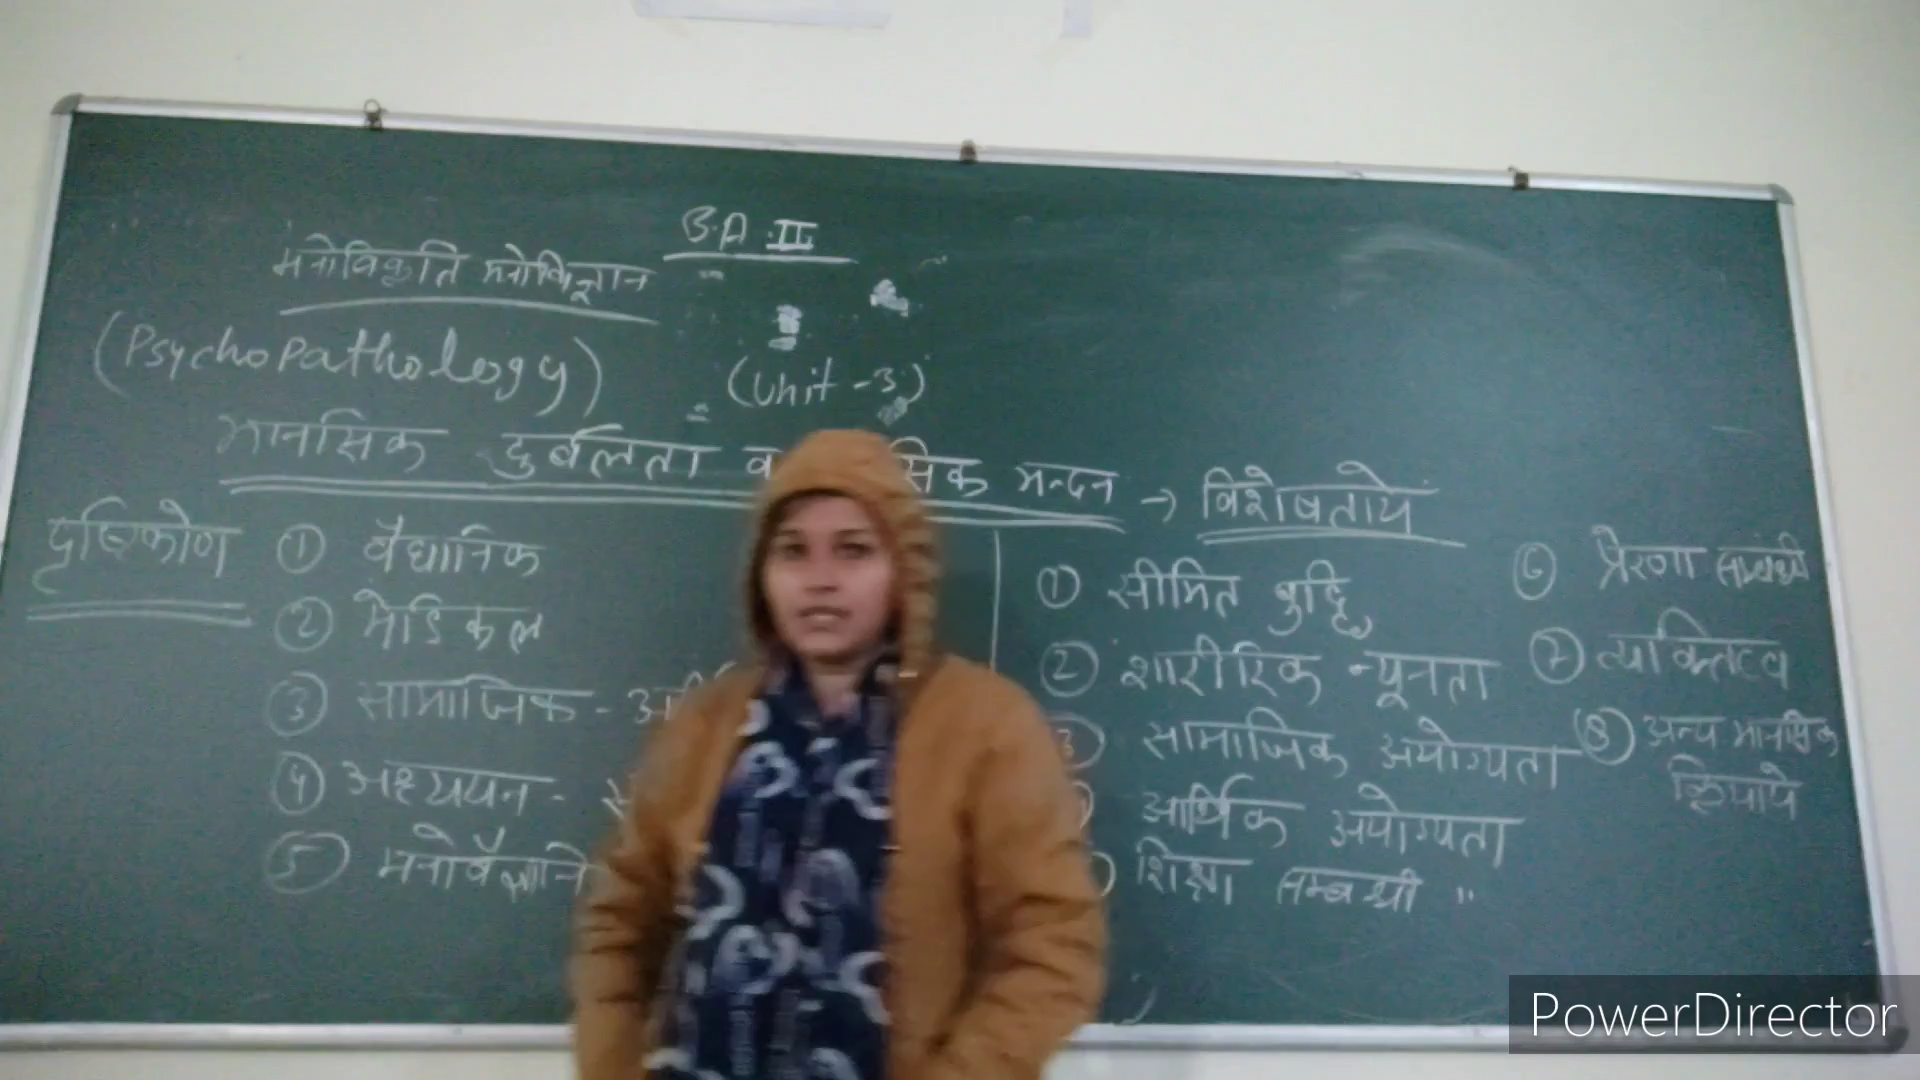 B.A. II
मनोविकृति मनोविज्ञान
(Psychopathology)
(Unit-3)
मानसिक दुर्बलता व सिक मन्दन → विशेषतायें
दृष्टिकोण
① वैधानिक
② मेडिकल
③ सामाजिक - आ
④ अध्ययन -
⑤ मनोवैज्ञानि
① सीमित बुद्धि
② शारीरिक न्यूनता
3 सामाजिक अयोग्यता
आर्थिक अयोग्यता
शिक्षा सम्बन्धी "
⑥ प्रेरणा सम्बंधी
⑦ व्यक्तित्व
⑧ अन्य मानसिक
क्रियायें
PowerDirector